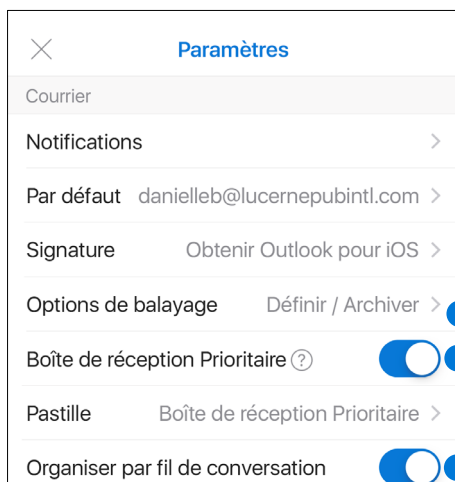 Paramètres
Courrier
Notifications
Par défaut danielleb@lucernepubintl.com
Signature Obtenir Outlook pour iOS
Options de balayage Définir / Archiver
Boîte de réception Prioritaire ?
Pastille Boîte de réception Prioritaire
Organiser par fil de conversation